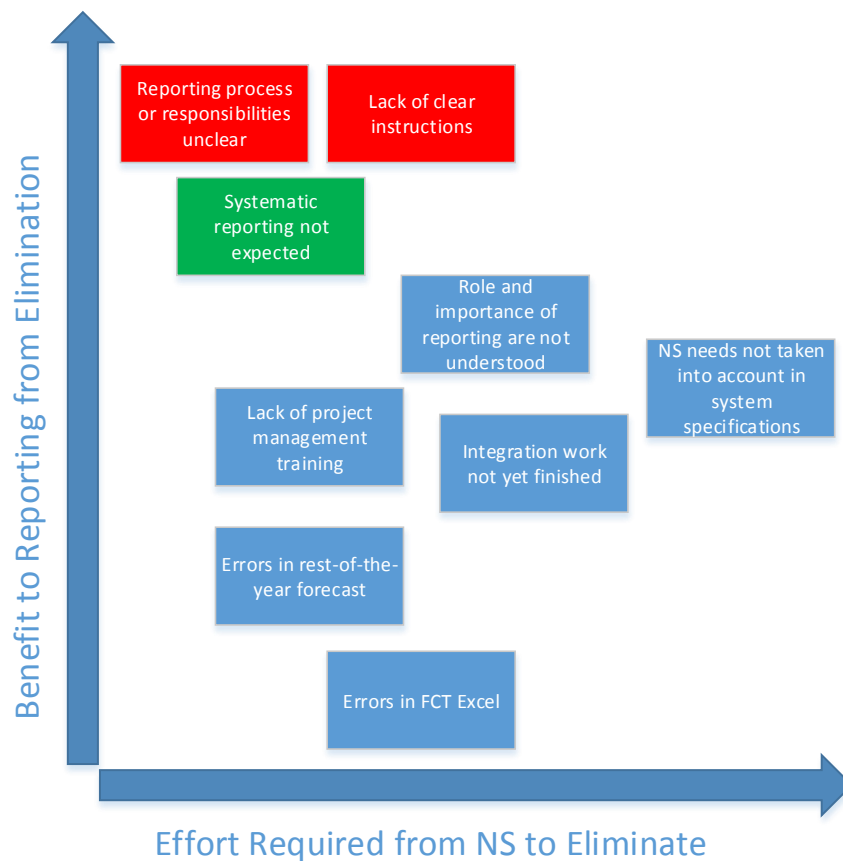 Benefit to Reporting from Elimination
Reporting process
or responsibilities
unclear
Lack of clear
instructions
Systematic
reporting not
expected
Role and
importance of
reporting are not
understood
NS needs not taken
into account in
system
specifications
Lack of project
management
training
Integration work
not yet finished
Errors in rest-of-the-
year forecast
Errors in FCT Excel
Effort Required from NS to Eliminate